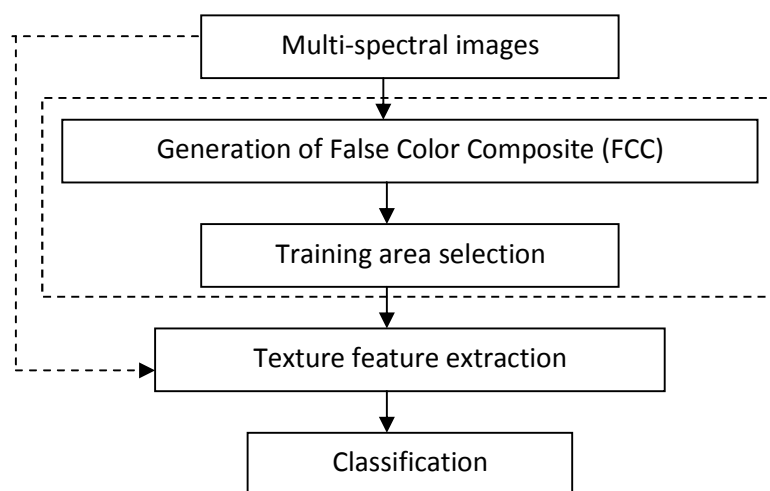 Multi-spectral images
Generation of False Color Composite (FCC)
Training area selection
Texture feature extraction
Classification